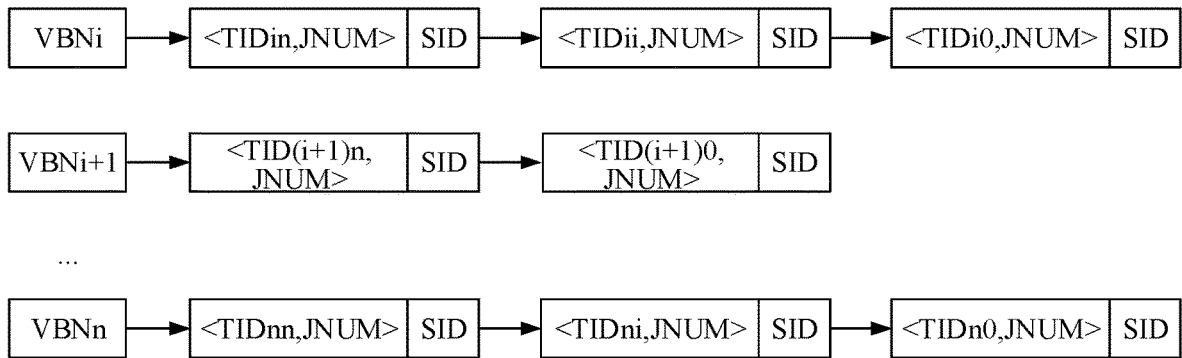 VBNi <TIDin,JNUM> SID <TIDii,JNUM> SID <TIDi0,JNUM> SID
VBNi+1 <TID(i+1)n, JNUM> SID <TID(i+1)0, JNUM> SID
...
VBNn <TIDnn,JNUM> SID <TIDni,JNUM> SID <TIDn0,JNUM> SID